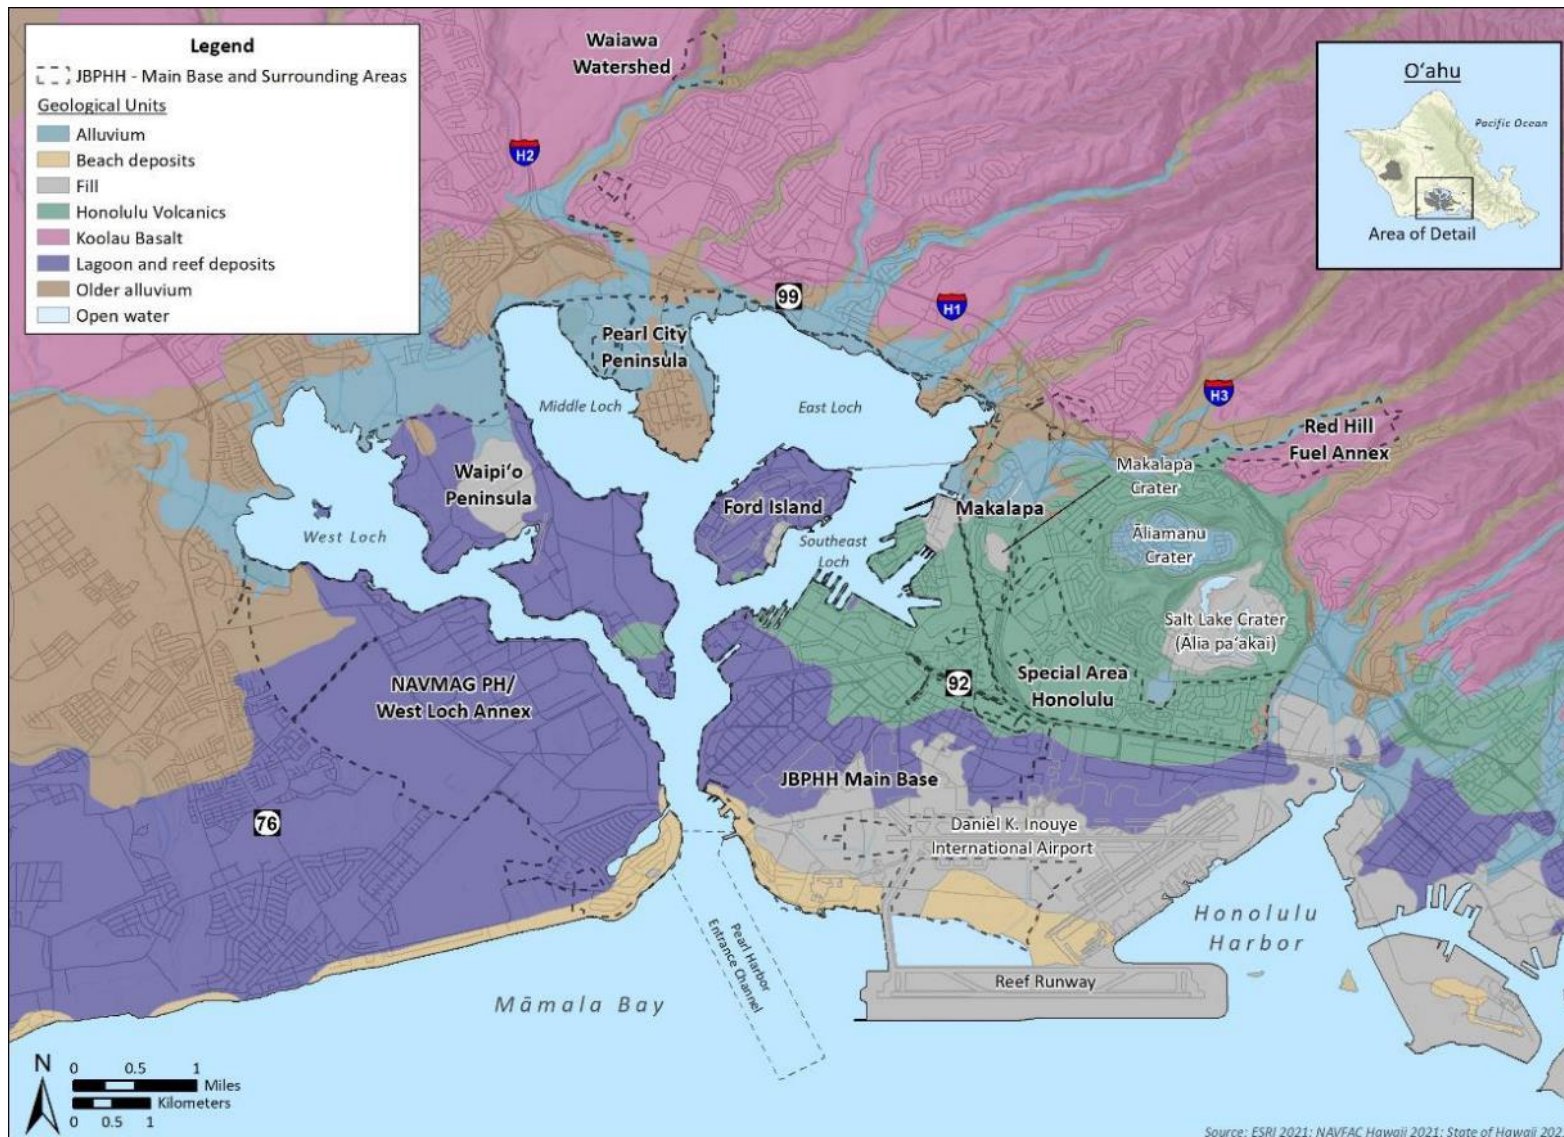 Legend
JBPHH - Main Base and Surrounding Areas
Geological Units
Alluvium
Beach deposits
Fill
Honolulu Volcanics
Koolau Basalt
Lagoon and reef deposits
Older alluvium
Open water
Waiawa
Watershed
Oʻahu
Pacific Ocean
Area of Detail
H2
99
H1
H3
Pearl City
Peninsula
Middle Loch
East Loch
Red Hill
Fuel Annex
Makalapa
Crater
Waipiʻo
Peninsula
Ford Island
Makalapa
West Loch
Southeast
Loch
Āliamanu
Crater
Salt Lake Crater
(Ālia paʻakai)
NAVMAG PH/
West Loch Annex
92
Special Area
Honolulu
JBPHH Main Base
76
Daniel K. Inouye
International Airport
Pearl Harbor
Entrance Channel
Honolulu
Harbor
Reef Runway
Māmala Bay
N
0 0.5 1
Miles
Kilometers
0 0.5 1
Source: ESRI 2021; NAVFAC Hawaii 2021; State of Hawaii 202